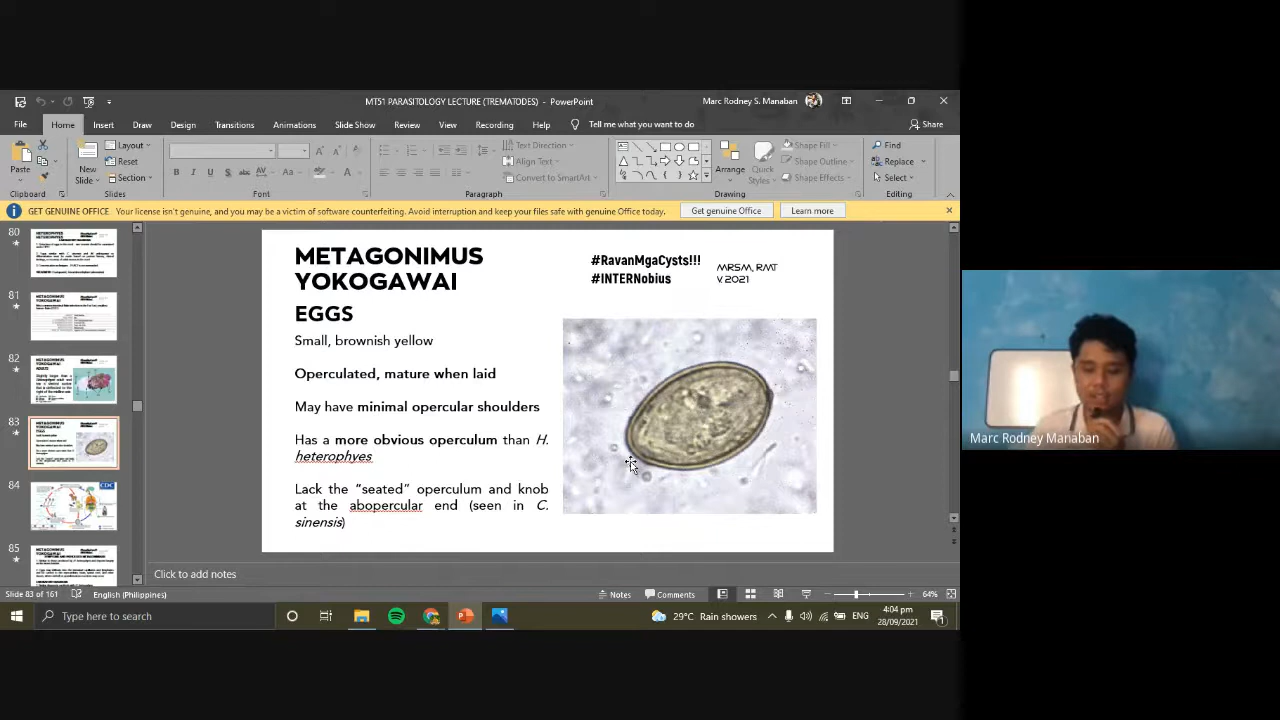 MT51 PARASITOLOGY LECTURE (TREMATODES) - PowerPoint
Marc Rodney S. Manaban
File Home Insert Draw Design Transitions Animations Slide Show Review View Recording Help Tell me what you want to do Share
Paste
Clipboard
New
Slide
Layout
Reset
Section
Slides
Font
Text Direction
Align Text
Convert to SmartArt
Paragraph
Arrange
Quick
Styles
Shape Fill
Shape Outline
Shape Effects
Drawing
Find
Replace
Select
Editing
GET GENUINE OFFICE Your license isn't genuine, and you may be a victim of software counterfeiting. Avoid interruption and keep your files safe with genuine Office today. Get genuine Office Learn more
80
81
82
83
84
85
METAGONIMUS
YOKOGAWAI
#RavanMgaCysts!!!
#INTERNobius
MRSM, RMT
V. 2021
EGGS
Small, brownish yellow
Operculated, mature when laid
May have minimal opercular shoulders
Has a more obvious operculum than H.
heterophyes
Lack the “seated” operculum and knob
at the abopercular end (seen in C.
sinensis)
Marc Rodney Manaban
Click to add notes
Slide 83 of 161 English (Philippines) Notes Comments 64%
Type here to search
29°C Rain showers ENG
4:04 pm
28/09/2021